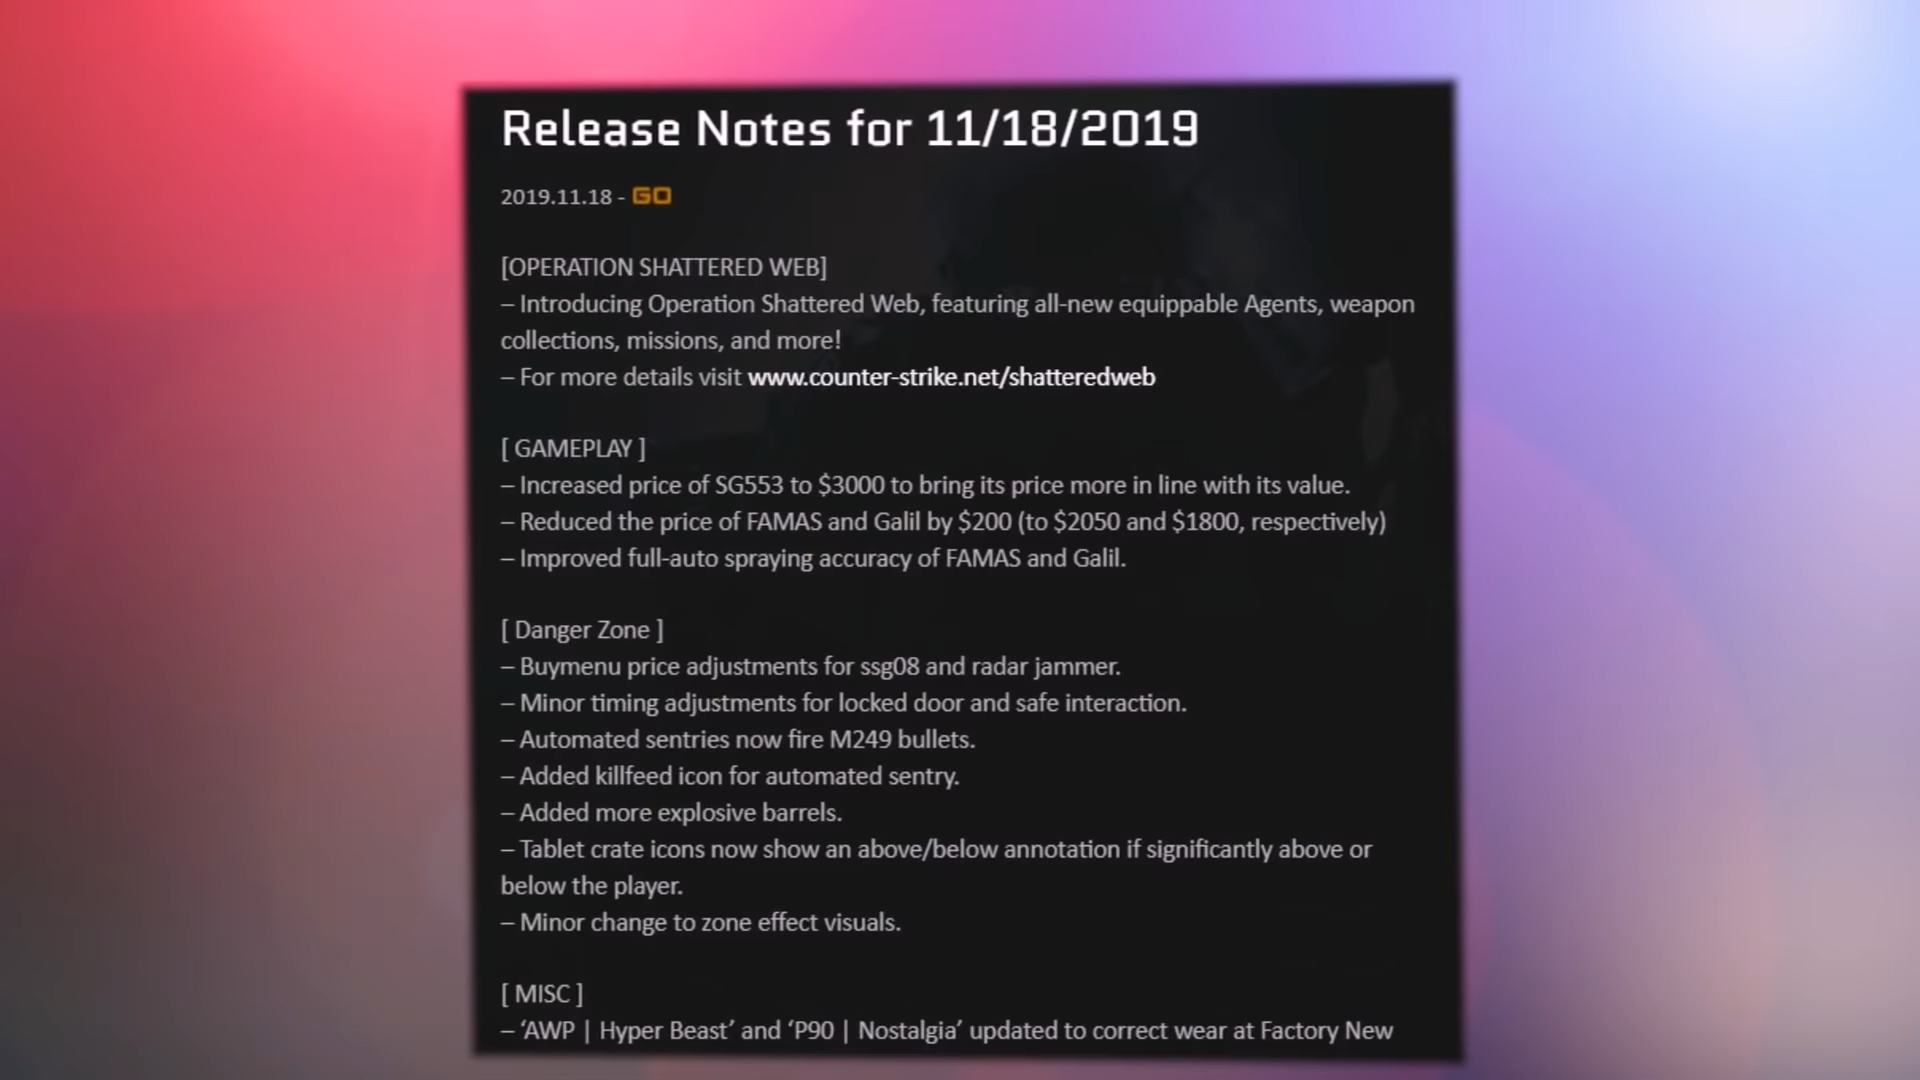 Release Notes for 11/18/2019
2019.11.18 - GO
[OPERATION SHATTERED WEB]
– Introducing Operation Shattered Web, featuring all-new equippable Agents, weapon
collections, missions, and more!
– For more details visit www.counter-strike.net/shatteredweb
[ GAMEPLAY ]
– Increased price of SG553 to $3000 to bring its price more in line with its value.
– Reduced the price of FAMAS and Galil by $200 (to $2050 and $1800, respectively)
– Improved full-auto spraying accuracy of FAMAS and Galil.
[ Danger Zone ]
– Buymenu price adjustments for ssg08 and radar jammer.
– Minor timing adjustments for locked door and safe interaction.
– Automated sentries now fire M249 bullets.
– Added killfeed icon for automated sentry.
– Added more explosive barrels.
– Tablet crate icons now show an above/below annotation if significantly above or
below the player.
– Minor change to zone effect visuals.
[ MISC ]
– ‘AWP | Hyper Beast’ and ‘P90 | Nostalgia’ updated to correct wear at Factory New